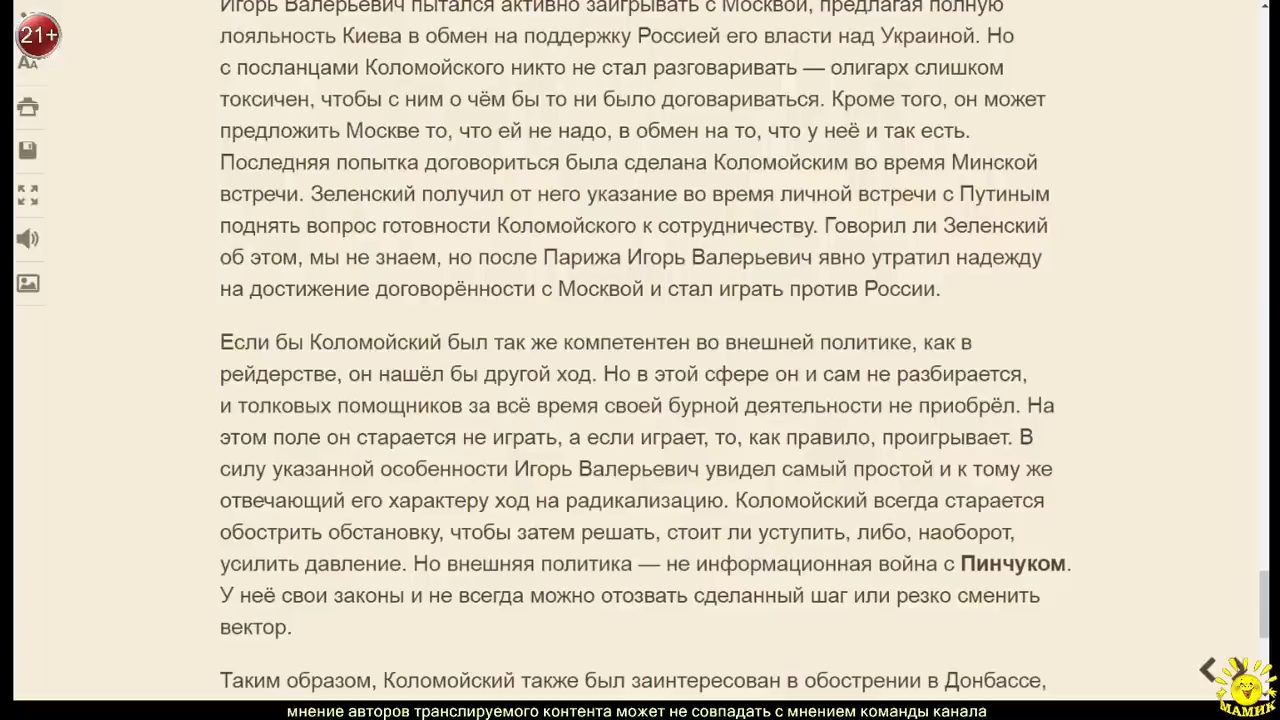 Игорь Валерьевич пытался активно заигрывать с Москвой, предлагая полную
21+
лояльность Киева в обмен на поддержку Россией его власти над Украиной. Но
AA
с посланцами Коломойского никто не стал разговаривать — олигарх слишком
токсичен, чтобы с ним о чём бы то ни было договариваться. Кроме того, он может
предложить Москве то, что ей не надо, в обмен на то, что у неё и так есть.
Последняя попытка договориться была сделана Коломойским во время Минской
встречи. Зеленский получил от него указание во время личной встречи с Путиным
поднять вопрос готовности Коломойского к сотрудничеству. Говорил ли Зеленский
об этом, мы не знаем, но после Парижа Игорь Валерьевич явно утратил надежду
на достижение договорённости с Москвой и стал играть против России.
Если бы Коломойский был так же компетентен во внешней политике, как в
рейдерстве, он нашёл бы другой ход. Но в этой сфере он и сам не разбирается,
и толковых помощников за всё время своей бурной деятельности не приобрёл. На
этом поле он старается не играть, а если играет, то, как правило, проигрывает. В
силу указанной особенности Игорь Валерьевич увидел самый простой и к тому же
отвечающий его характеру ход на радикализацию. Коломойский всегда старается
обострить обстановку, чтобы затем решать, стоит ли уступить, либо, наоборот,
усилить давление. Но внешняя политика — не информационная война с Пинчуком.
У неё свои законы и не всегда можно отозвать сделанный шаг или резко сменить
вектор.
Таким образом, Коломойский также был заинтересован в обострении в Донбассе,
МАМИК
мнение авторов транслируемого контента может не совпадать с мнением команды канала